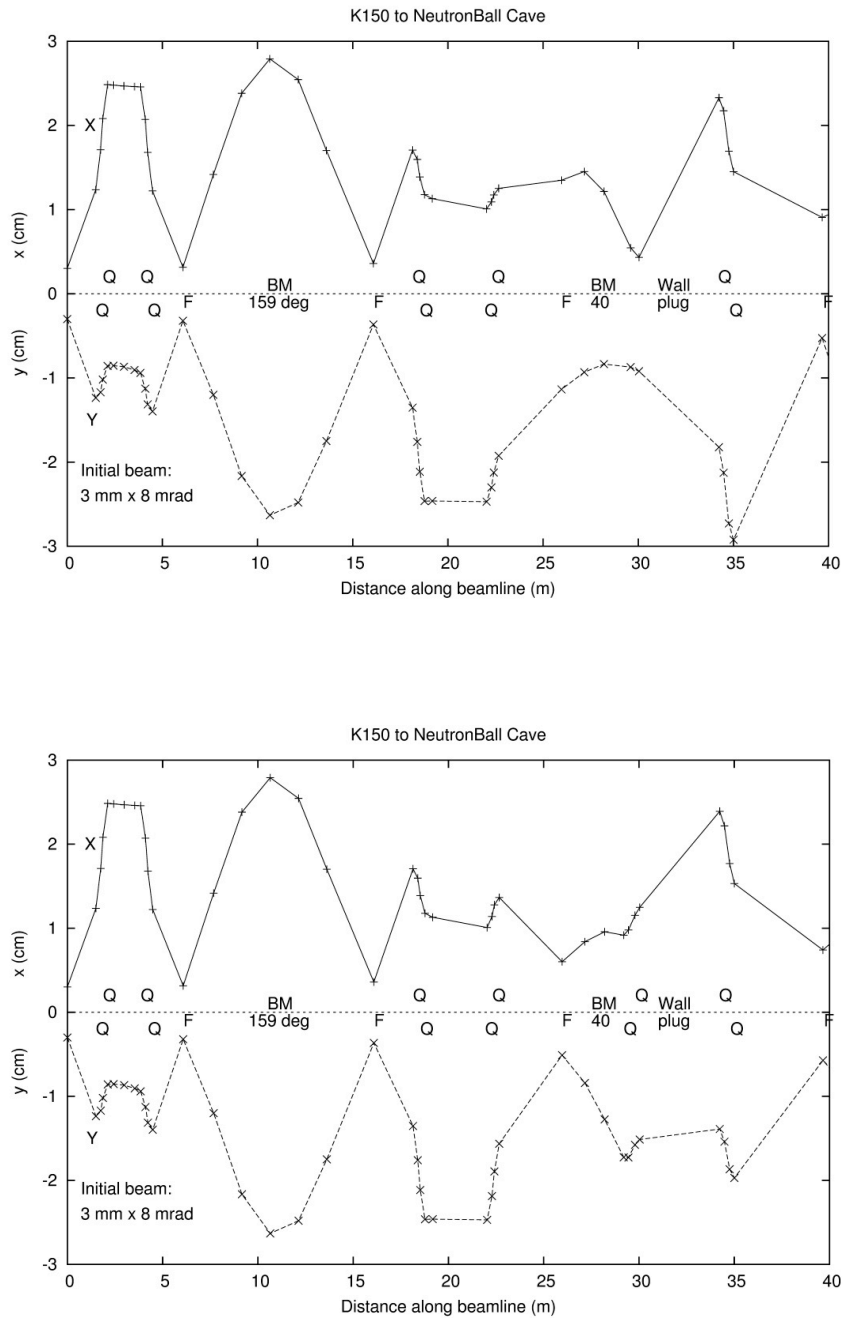 K150 to NeutronBall Cave
3
2
1
0
-1
-2
-3
x (cm)
y (cm)
X
Q Q Q Q Q
BM BM Wall
F 159 deg F F 40 plug F
Q Q Q Q Q
Y
Initial beam:
3 mm x 8 mrad
0 5 10 15 20 25 30 35 40
Distance along beamline (m)
K150 to NeutronBall Cave
3
2
1
0
-1
-2
-3
x (cm)
y (cm)
X
Q Q Q Q Q Q
BM BM Wall
F 159 deg F F 40 plug F
Q Q Q Q Q Q
Y
Initial beam:
3 mm x 8 mrad
0 5 10 15 20 25 30 35 40
Distance along beamline (m)